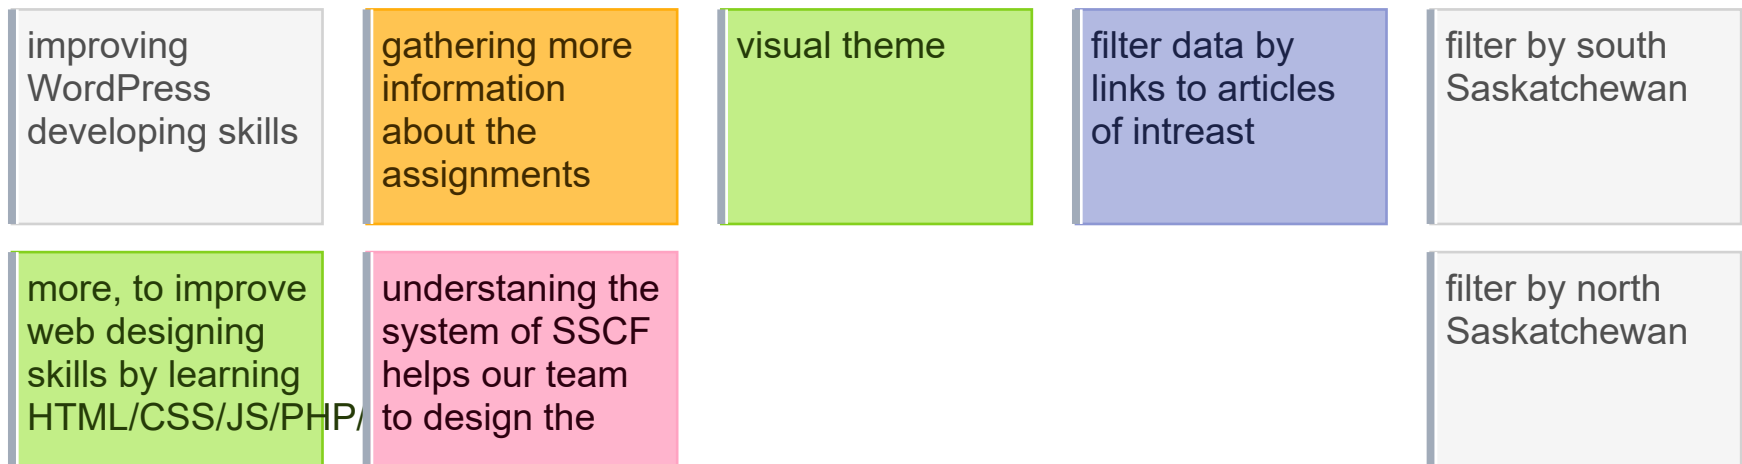 improving
WordPress
developing skills
gathering more
information
about the
assignments
visual theme
filter data by
links to articles
of intreast
filter by south
Saskatchewan
more, to improve
web designing
skills by learning
HTML/CSS/JS/PHP/
understaning the
system of SSCF
helps our team
to design the
filter by north
Saskatchewan